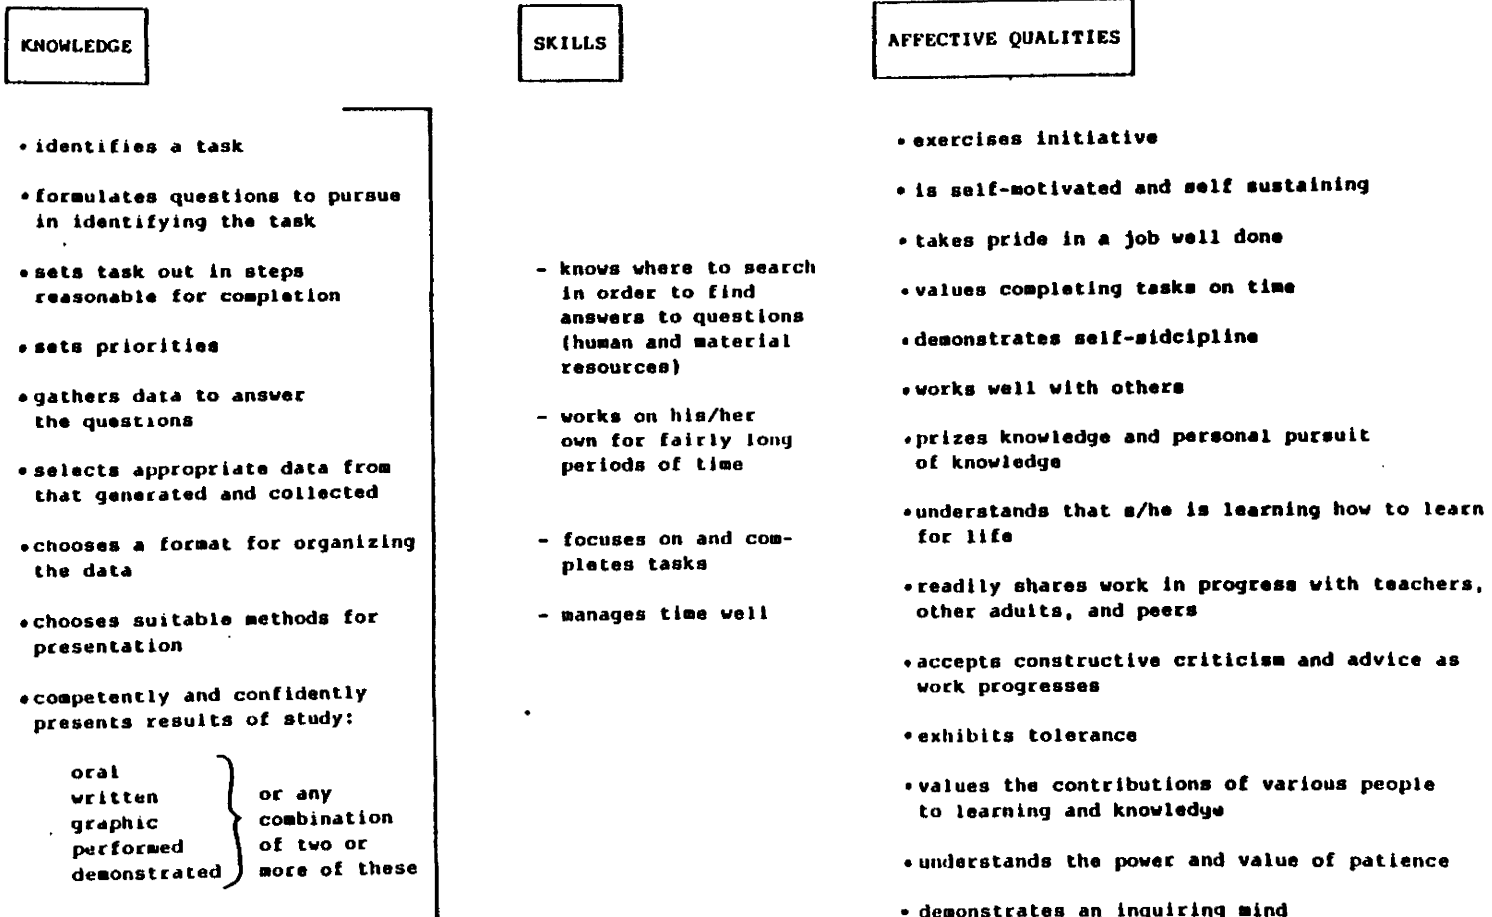 KNOWLEDGE
• identifies a task
• formulates questions to pursue
in identifying the task
• sets task out in steps
reasonable for completion
• sets priorities
• gathers data to answer
the questions
• selects appropriate data from
that generated and collected
• chooses a format for organizing
the data
• chooses suitable methods for
presentation
• competently and confidently
presents results of study:
oral
written
graphic
performed
demonstrated
or any
combination
of two or
more of these
SKILLS
- knows where to search
in order to find
answers to questions
(human and material
resources)
- works on his/her
own for fairly long
periods of time
- focuses on and com-
pletes tasks
- manages time well
AFFECTIVE QUALITIES
• exercises initiative
• is self-motivated and self sustaining
• takes pride in a job well done
• values completing tasks on time
• demonstrates self-sidcipline
• works well with others
• prizes knowledge and personal pursuit
of knowledge
• understands that s/he is learning how to learn
for life
• readily shares work in progress with teachers,
other aduits, and peers
• accepts constructive criticism and advice as
work progresses
• exhibits tolerance
• values the contributions of various people
to learning and knowledge
• understands the power and value of patience
• demonstrates an inquiring mind